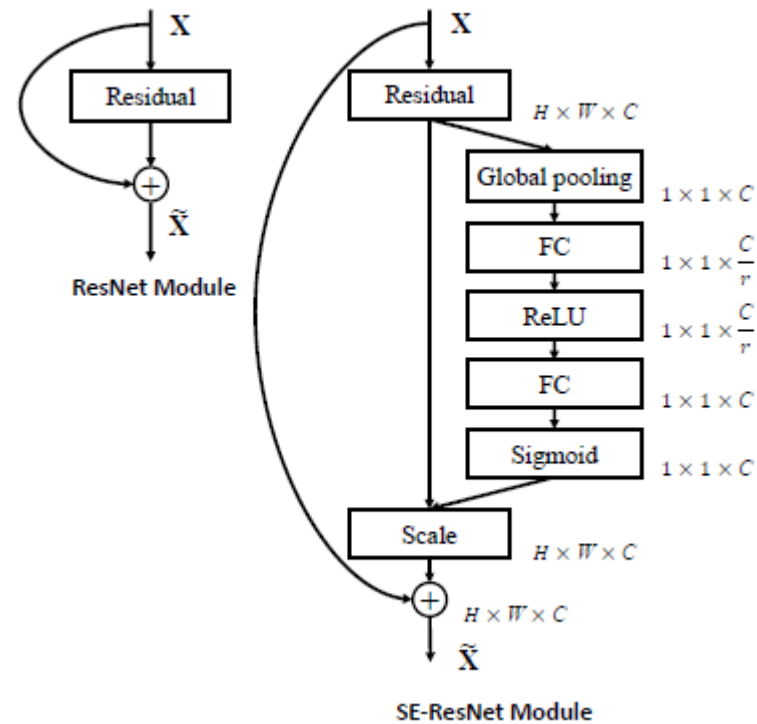 X
Residual
+
X̃
ResNet Module
X
Residual
H × W × C
Global pooling
1 × 1 × C
FC
1 × 1 × C/r
ReLU
1 × 1 × C/r
FC
1 × 1 × C
Sigmoid
1 × 1 × C
Scale
H × W × C
+
H × W × C
X̃
SE-ResNet Module